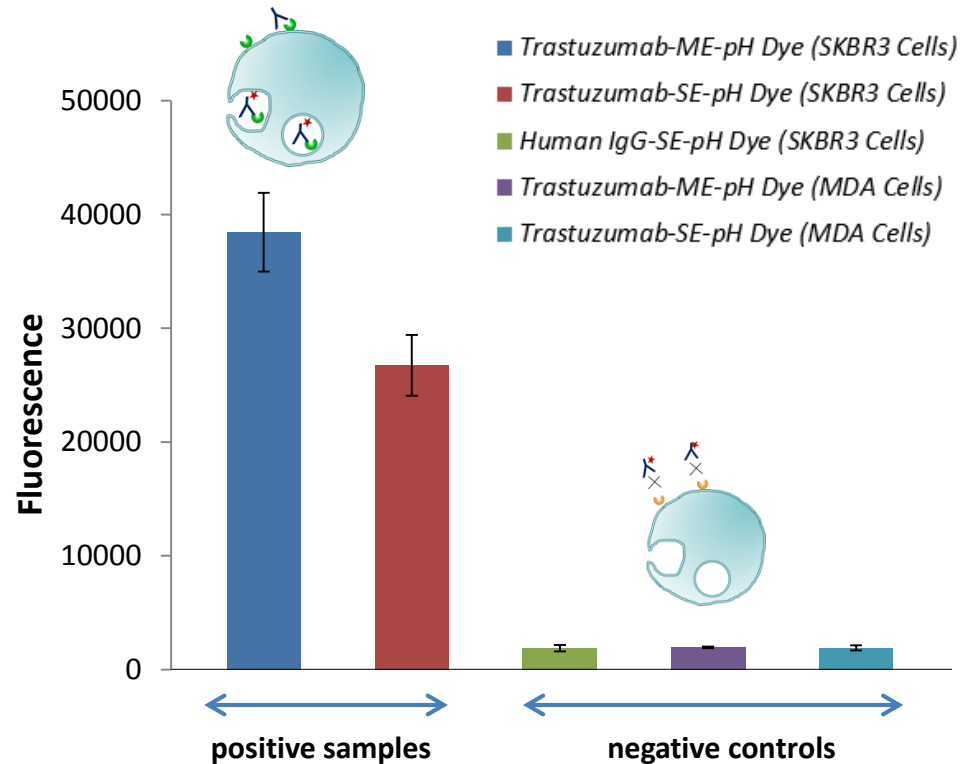 Trastuzumab-ME-pH Dye (SKBR3 Cells)
Trastuzumab-SE-pH Dye (SKBR3 Cells)
Human IgG-SE-pH Dye (SKBR3 Cells)
Trastuzumab-ME-pH Dye (MDA Cells)
Trastuzumab-SE-pH Dye (MDA Cells)
Fluorescence
50000
40000
30000
20000
10000
0
positive samples
negative controls